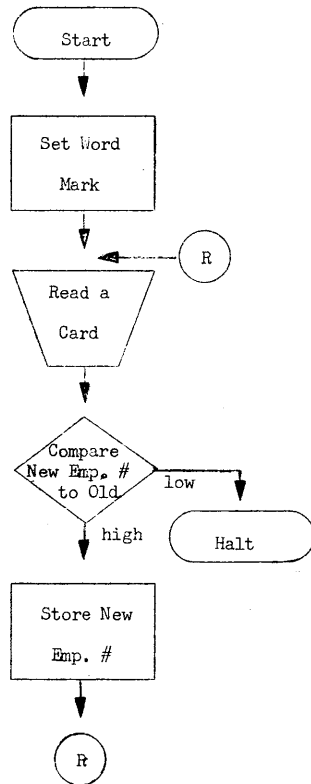 Start
Set Word
Mark
R
Read a
Card
Compare
New Emp. #
to Old
low
high
Halt
Store New
Emp. #
R